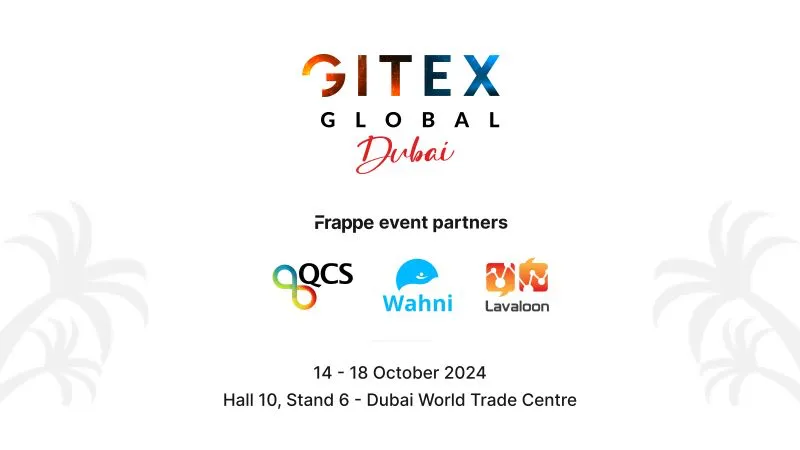 GITEX
GLOBAL
Dubai
Frappe event partners
QCS
Wahni
Lavaloon
14 - 18 October 2024
Hall 10, Stand 6 - Dubai World Trade Centre